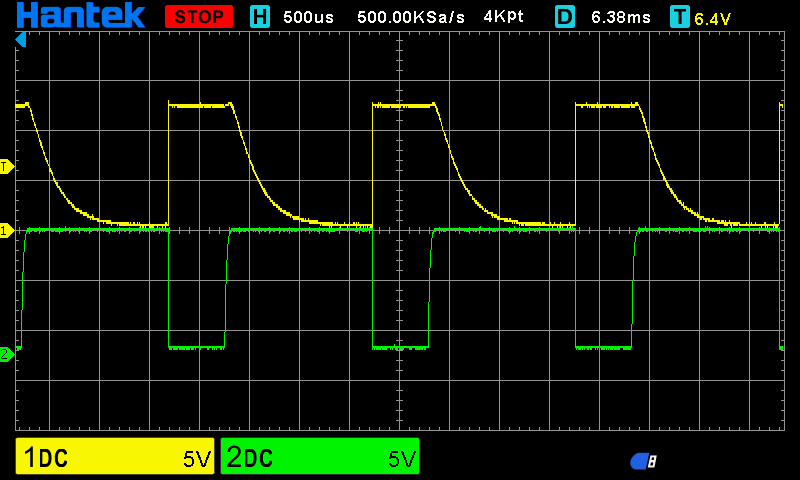 Hantek STOP H 500us 500.00KSa/s 4Kpt D 6.38ms T 6.4V
T
1
2
1DC 5V 2DC 5V